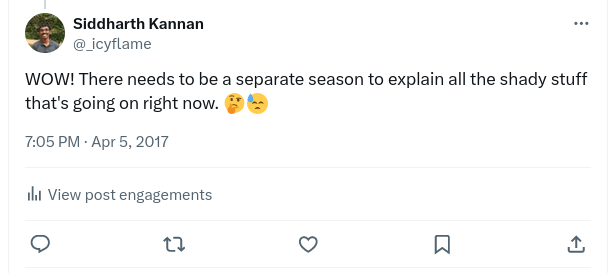 Siddharth Kannan
@_icyflame
WOW! There needs to be a separate season to explain all the shady stuff
that's going on right now. 🤔😓
7:05 PM · Apr 5, 2017
View post engagements